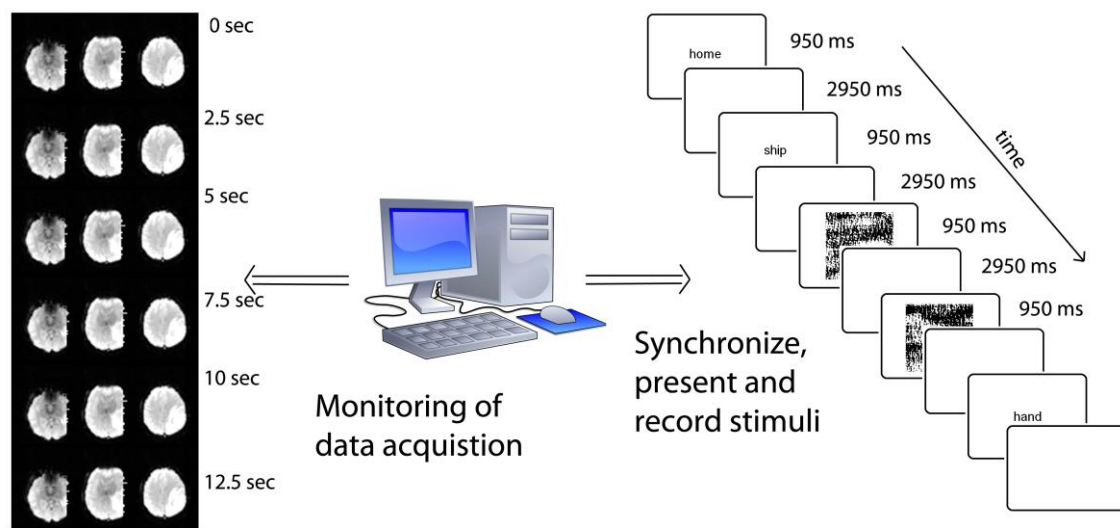 0 sec
2.5 sec
5 sec
7.5 sec
10 sec
12.5 sec
Monitoring of
data acquistion
Synchronize,
present and
record stimuli
home
950 ms
2950 ms
ship
950 ms
2950 ms
950 ms
2950 ms
950 ms
hand
time